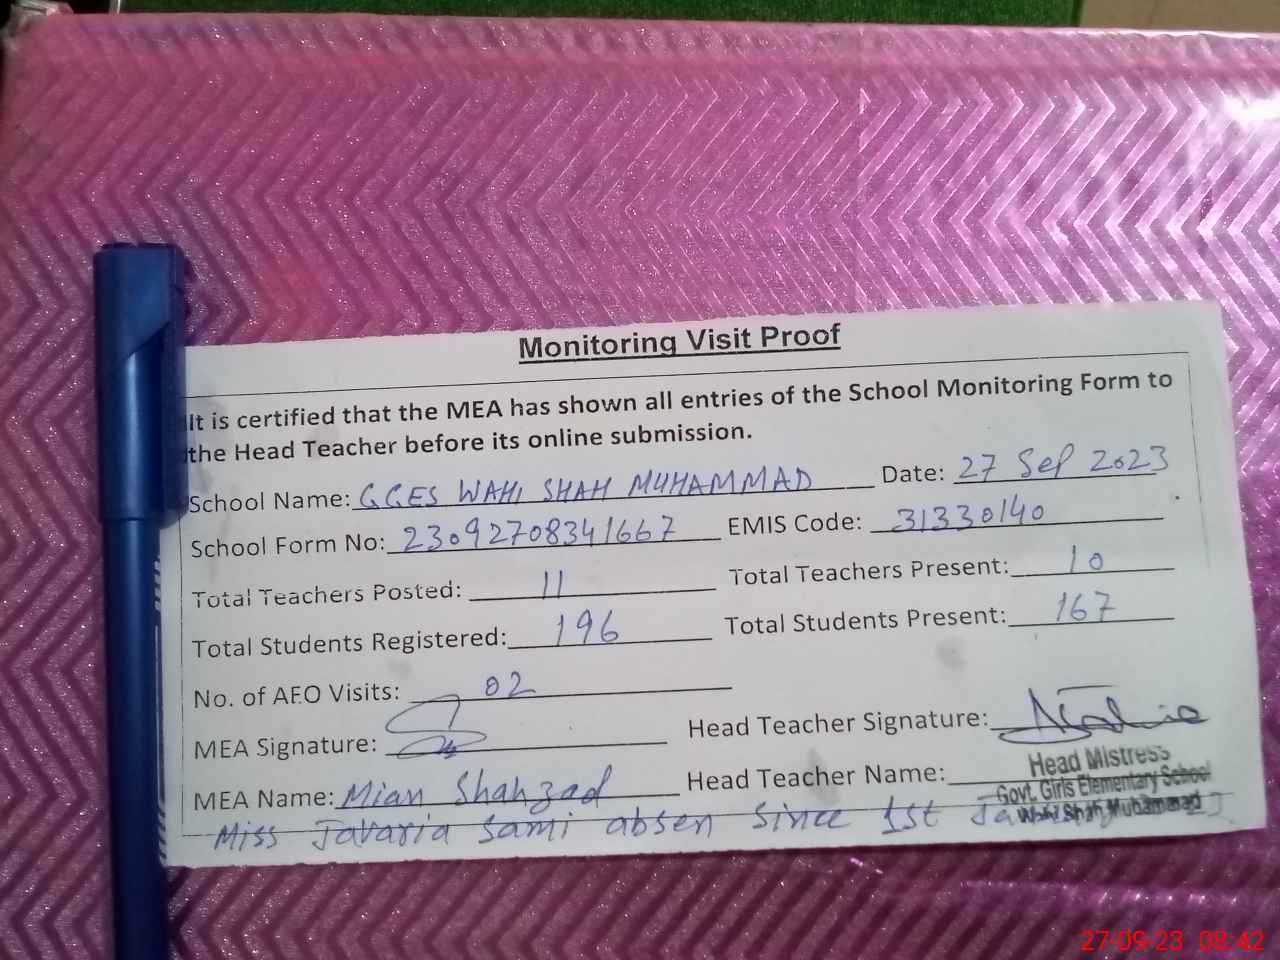 Monitoring Visit Proof
It is certified that the MEA has shown all entries of the School Monitoring Form to
the Head Teacher before its online submission.
School Name: GGES WAHI SHAH MUHAMMAD Date: 27 Sep 2023
School Form No: 23092708341667 EMIS Code: 31330140
Total Teachers Posted: 11 Total Teachers Present: 10
Total Students Registered: 196 Total Students Present: 167
No. of AEO Visits: 02
MEA Signature: Head Teacher Signature:
MEA Name: Mian Shahzad Head Teacher Name:
Head Mistress
Govt. Girls Elementary School
Wahi Shah Muhammad
Miss Javaria sami absen since 1st
27-09-23 08:42